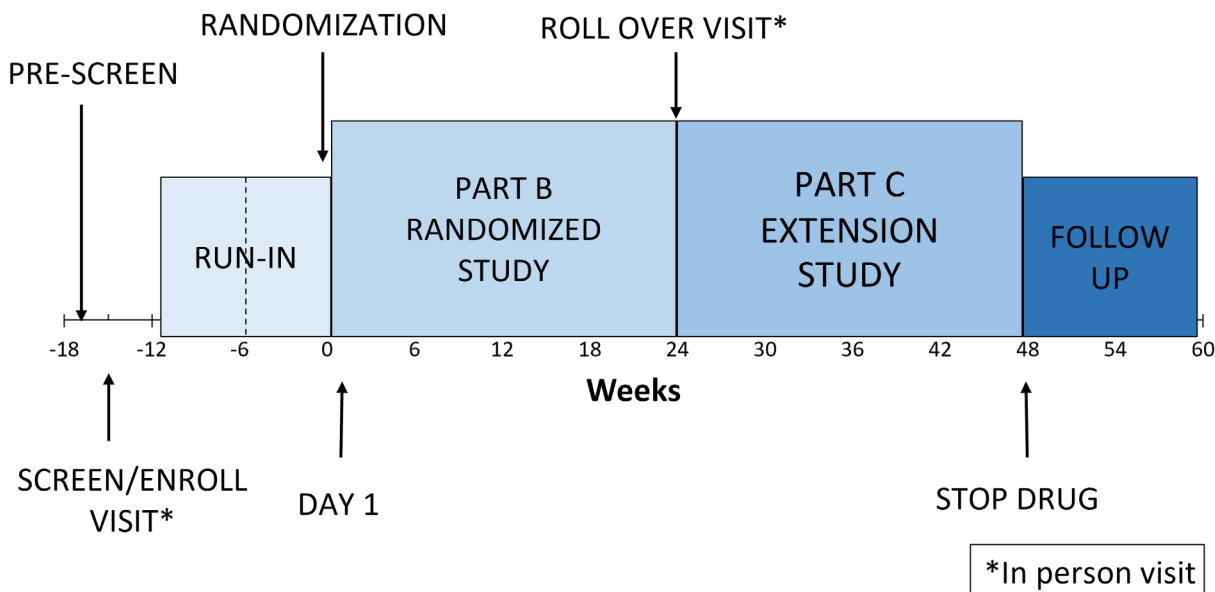 RANDOMIZATION
ROLL OVER VISIT*
PRE-SCREEN
PART B
RANDOMIZED
STUDY
PART C
EXTENSION
STUDY
RUN-IN
FOLLOW
UP
-18 -12 -6 0 6 12 18 24 30 36 42 48 54 60
Weeks
SCREEN/ENROLL
VISIT*
DAY 1
STOP DRUG
*In person visit